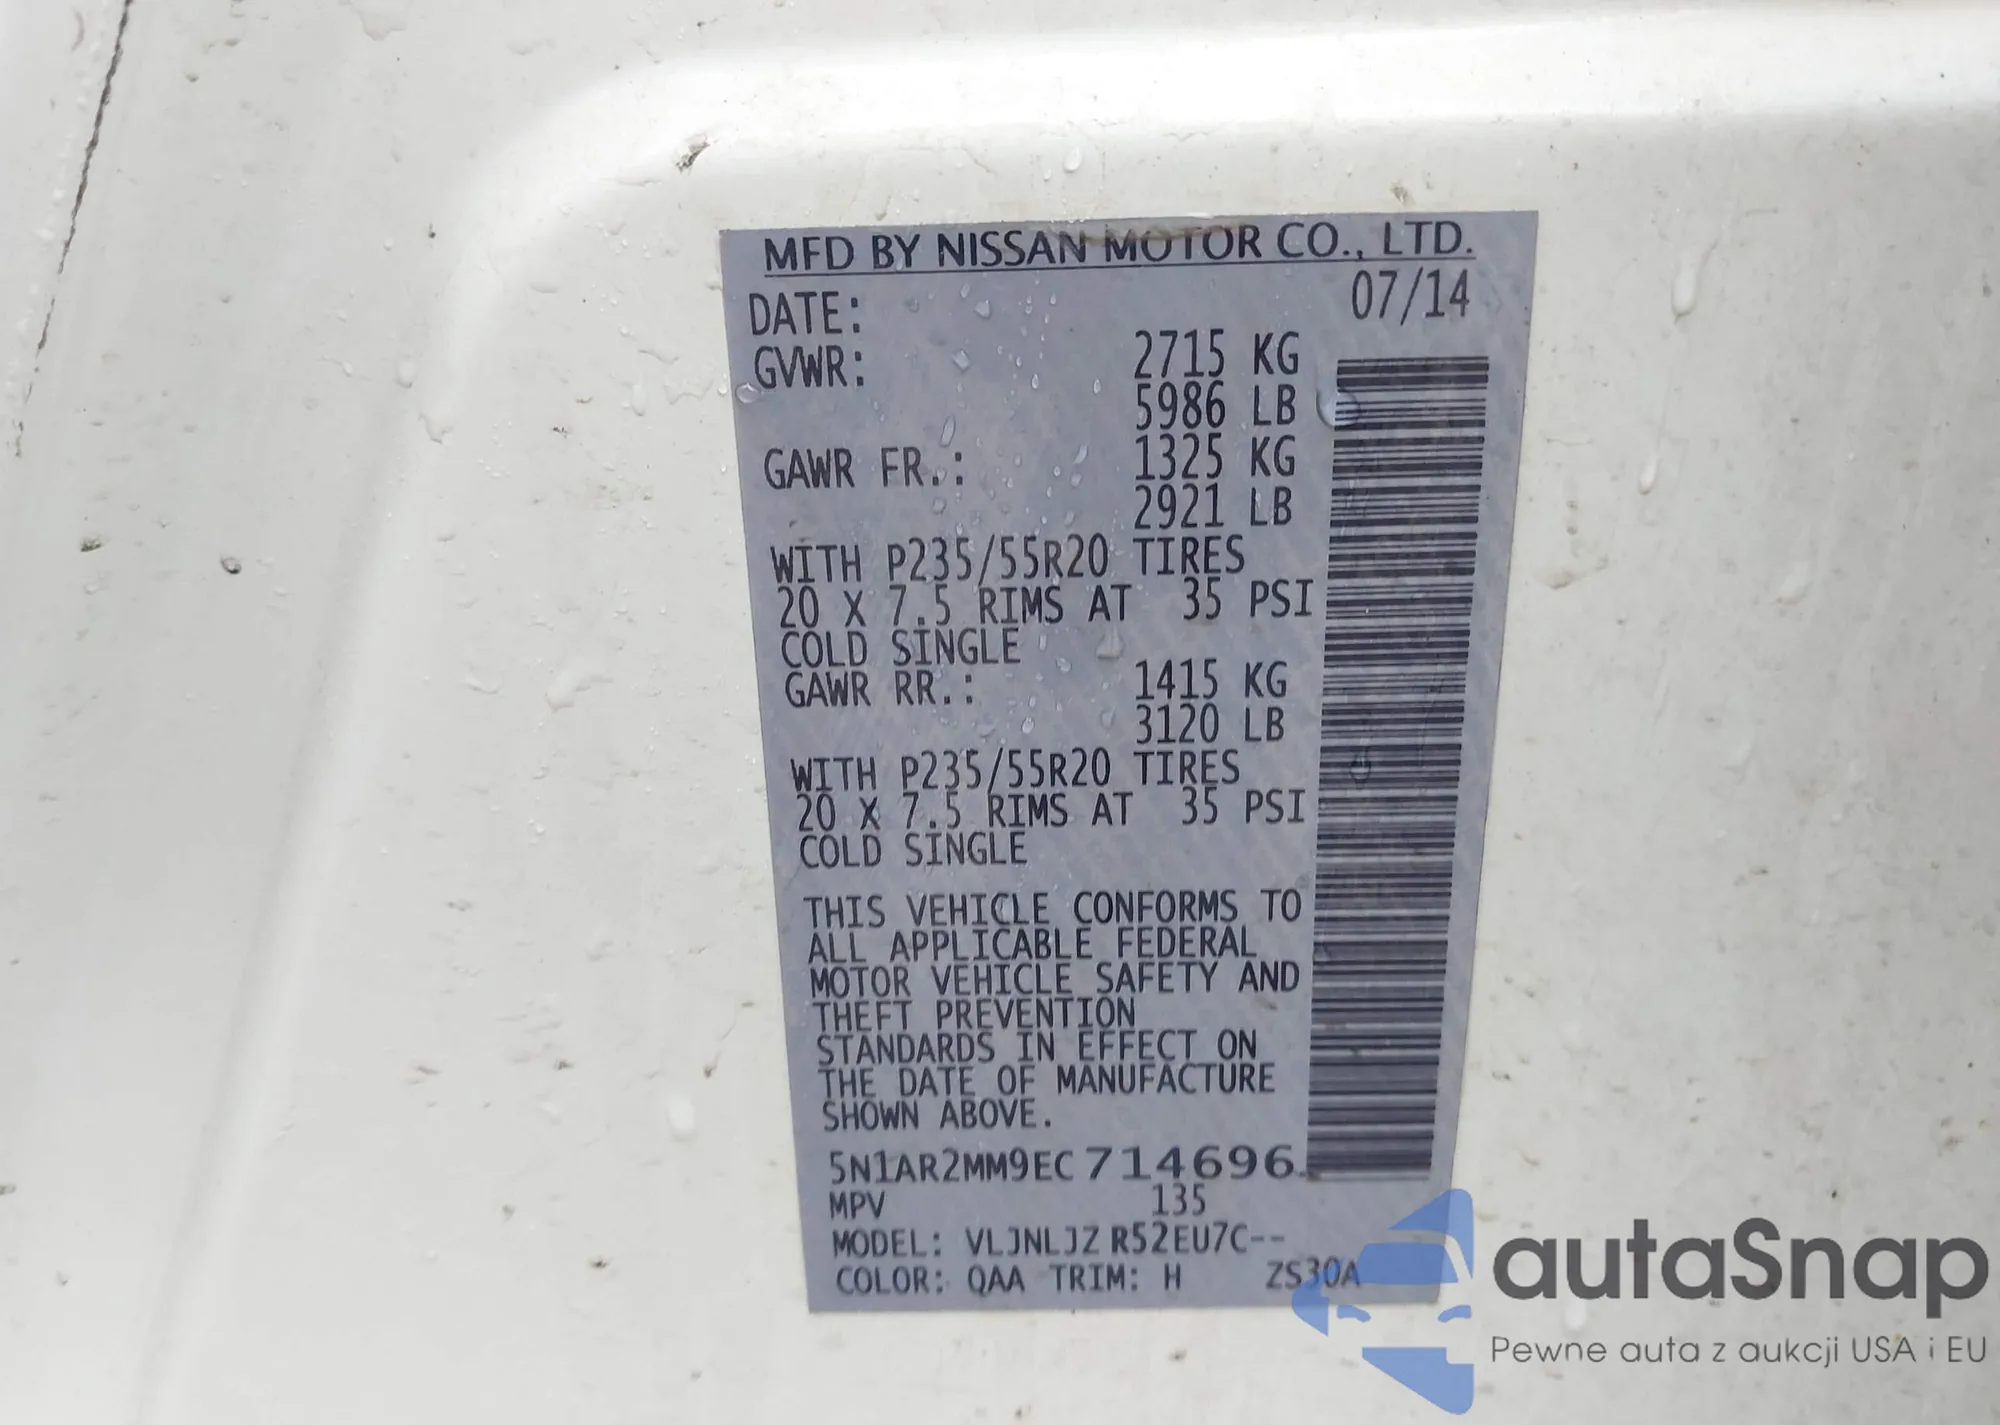 MFD BY NISSAN MOTOR CO., LTD.
DATE: 07/14
GVWR: 2715 KG
5986 LB
GAWR FR.: 1325 KG
2921 LB
WITH P235/55R20 TIRES
20 X 7.5 RIMS AT 35 PSI
COLD SINGLE
GAWR RR.: 1415 KG
3120 LB
WITH P235/55R20 TIRES
20 X 7.5 RIMS AT 35 PSI
COLD SINGLE
THIS VEHICLE CONFORMS TO
ALL APPLICABLE FEDERAL
MOTOR VEHICLE SAFETY AND
THEFT PREVENTION
STANDARDS IN EFFECT ON
THE DATE OF MANUFACTURE
SHOWN ABOVE.
5N1AR2MM9EC714696
MPV 135
MODEL: VLJNLJZ R52EU7C--
COLOR: QAA TRIM: H ZS30A
autaSnap
Pewne auta z aukcji USA i EU